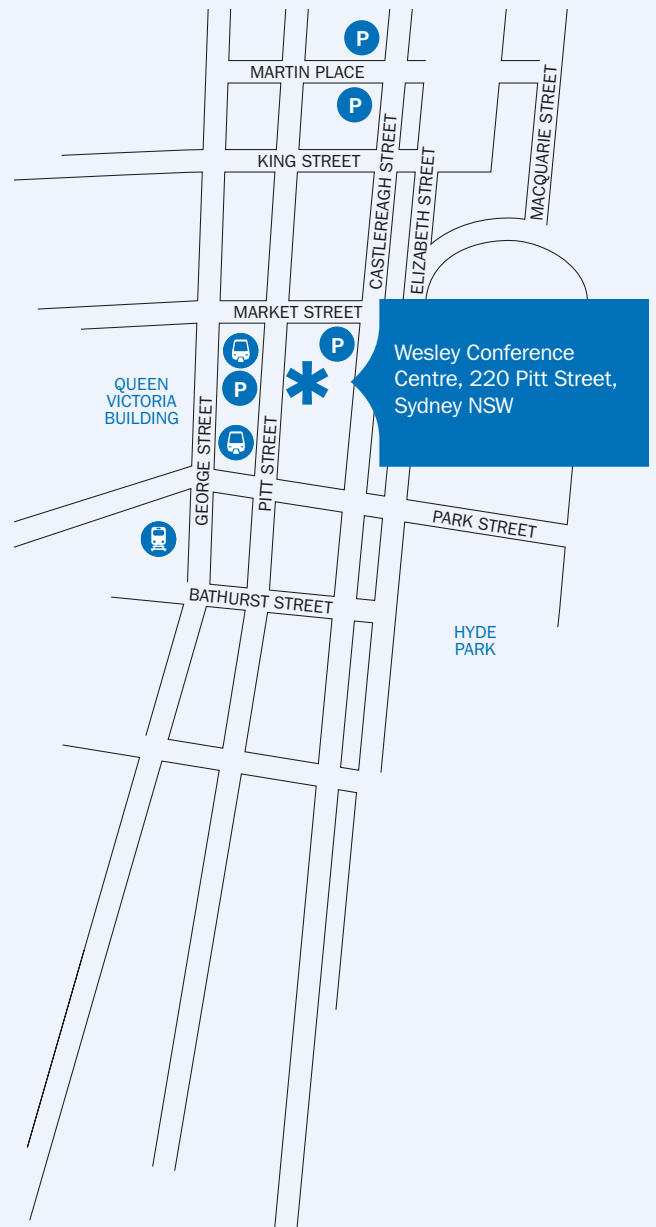 P
MARTIN PLACE
P
KING STREET
CASTLEREAGH STREET
ELIZABETH STREET
MACQUARIE STREET
MARKET STREET
P
Wesley Conference
Centre, 220 Pitt Street,
Sydney NSW
P
QUEEN
VICTORIA
BUILDING
GEORGE STREET
PITT STREET
PARK STREET
BATHURST STREET
HYDE
PARK